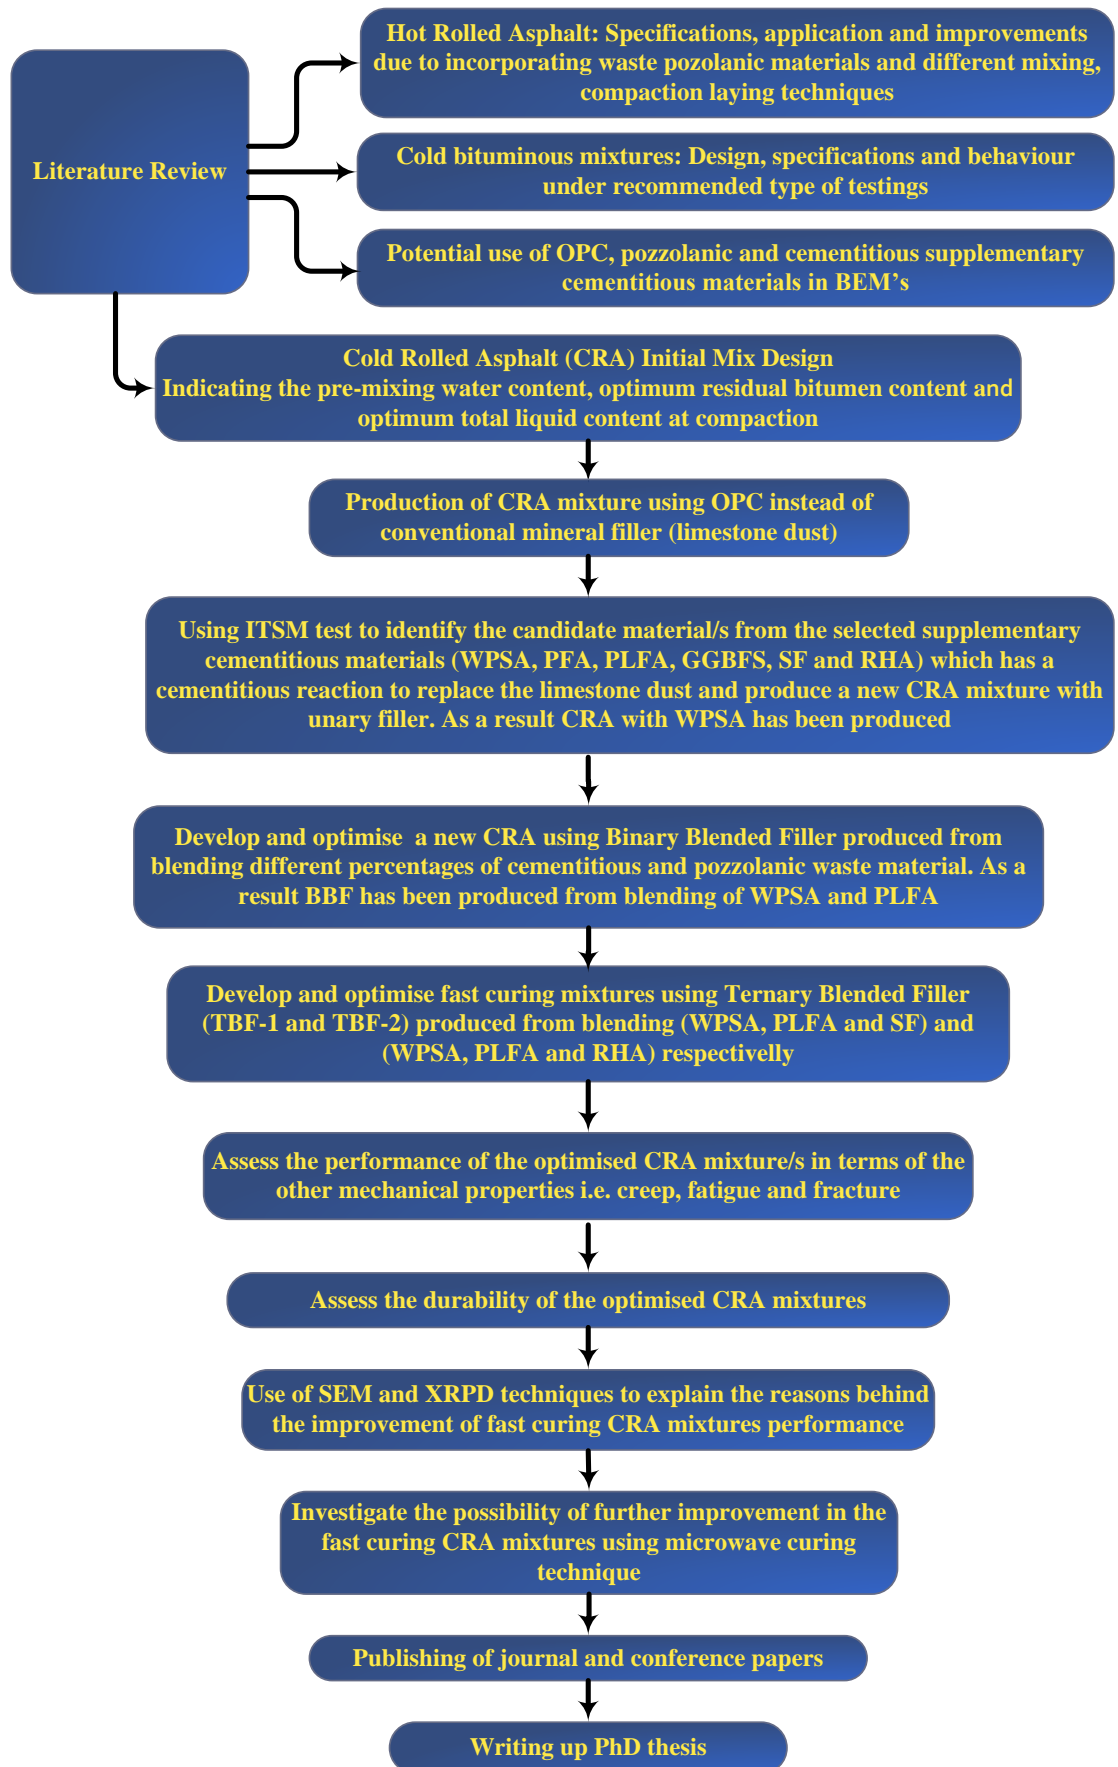 Hot Rolled Asphalt: Specifications, application and improvements
due to incorporating waste pozolanic materials and different mixing,
compaction laying techniques
Literature Review
Cold bituminous mixtures: Design, specifications and behaviour
under recommended type of testings
Potential use of OPC, pozzolanic and cementitious supplementary
cementitious materials in BEM's
Cold Rolled Asphalt (CRA) Initial Mix Design
Indicating the pre-mixing water content, optimum residual bitumen content and
optimum total liquid content at compaction
Production of CRA mixture using OPC instead of
conventional mineral filler (limestone dust)
Using ITSM test to identify the candidate material/s from the selected supplementary
cementitious materials (WPSA, PFA, PLFA, GGBFS, SF and RHA) which has a
cementitious reaction to replace the limestone dust and produce a new CRA mixture with
unary filler. As a result CRA with WPSA has been produced
Develop and optimise a new CRA using Binary Blended Filler produced from
blending different percentages of cementitious and pozzolanic waste material. As a
result BBF has been produced from blending of WPSA and PLFA
Develop and optimise fast curing mixtures using Ternary Blended Filler
(TBF-1 and TBF-2) produced from blending (WPSA, PLFA and SF) and
(WPSA, PLFA and RHA) respectivelly
Assess the performance of the optimised CRA mixture/s in terms of the
other mechanical properties i.e. creep, fatigue and fracture
Assess the durability of the optimised CRA mixtures
Use of SEM and XRPD techniques to explain the reasons behind
the improvement of fast curing CRA mixtures performance
Investigate the possibility of further improvement in the
fast curing CRA mixtures using microwave curing
technique
Publishing of journal and conference papers
Writing up PhD thesis